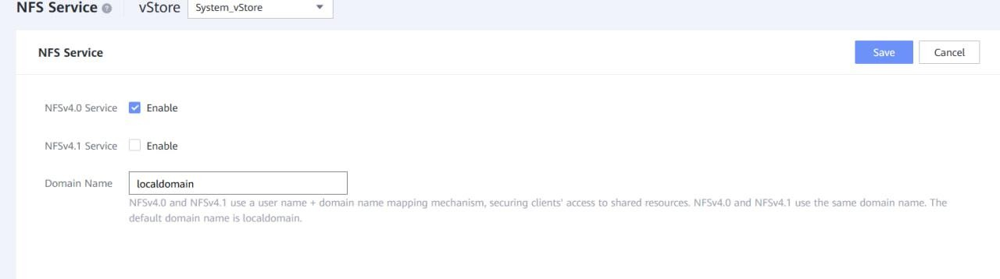 NFS Service ? vStore System_vStore
NFS Service Save Cancel
NFSv4.0 Service Enable
NFSv4.1 Service Enable
Domain Name localdomain
NFSv4.0 and NFSv4.1 use a user name + domain name mapping mechanism, securing clients' access to shared resources. NFSv4.0 and NFSv4.1 use the same domain name. The
default domain name is localdomain.